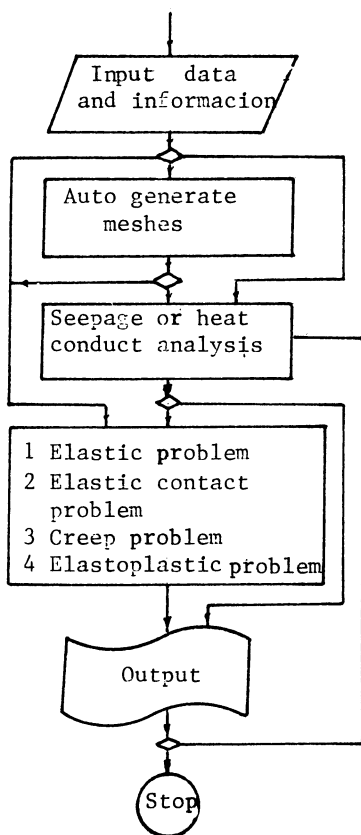 Input data
and informacion
Auto generate
meshes
Seepage or heat
conduct analysis
1 Elastic problem
2 Elastic contact
problem
3 Creep problem
4 Elastoplastic problem
Output
Stop